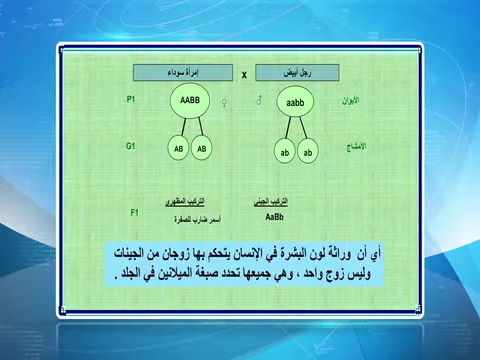 رجل أبيض x إمرأة سوداء
الأبوان aabb ♂ ♀ AABB P1
الامشاج ab ab AB AB G1
التركيب الجيني التركيب المظهري
AaBb أسمر ضارب للصفرة F1
أي أن وراثة لون البشرة في الإنسان يتحكم بها زوجان من الجينات
وليس زوج واحد ، وهي جميعها تحدد صبغة الميلانين في الجلد .